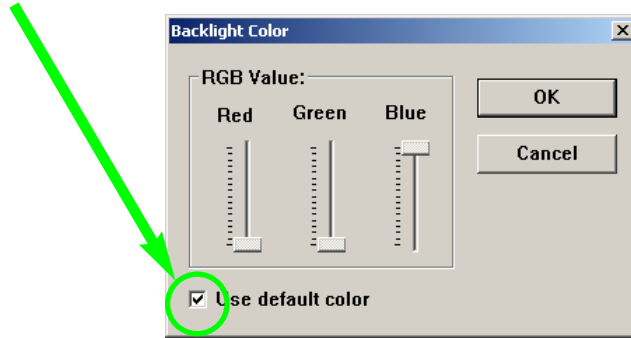 Backlight Color
RGB Value:
Red Green Blue
OK
Cancel
Use default color